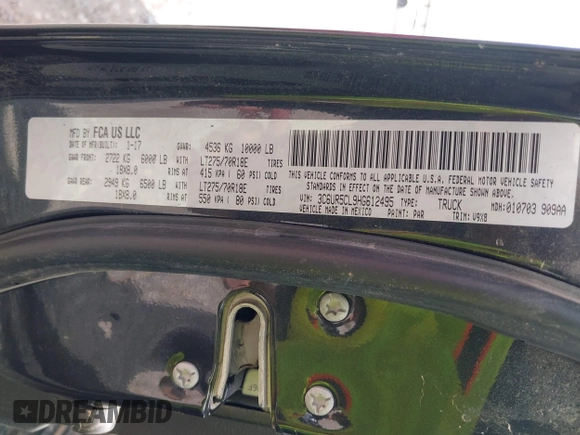 MFD BY FCA US LLC
DATE OF MFR(BUILT): 1-17 GVWR: 4536 KG 10000 LB
GAWR FRONT: 2722 KG 6000 LB WITH LT275/70R18E TIRES
18X8.0 RIMS AT 415 KPA( 60 PSI COLD
GAWR REAR: 2948 KG 6500 LB WITH LT275/70R18E TIRES
18X8.0 RIMS AT 550 KPA( 80 PSI COLD
THIS VEHICLE CONFORMS TO ALL APPLICABLE U.S.A. FEDERAL MOTOR VEHICLE SAFETY
STANDARDS IN EFFECT ON THE DATE OF MANUFACTURE SHOWN ABOVE.
VIN: 3C6UR5CL9HG612495 TYPE: TRUCK MDH: 010703 909AA
VEHICLE MADE IN MEXICO PAINT: PAR TRIM: V9X8
DREAMBID